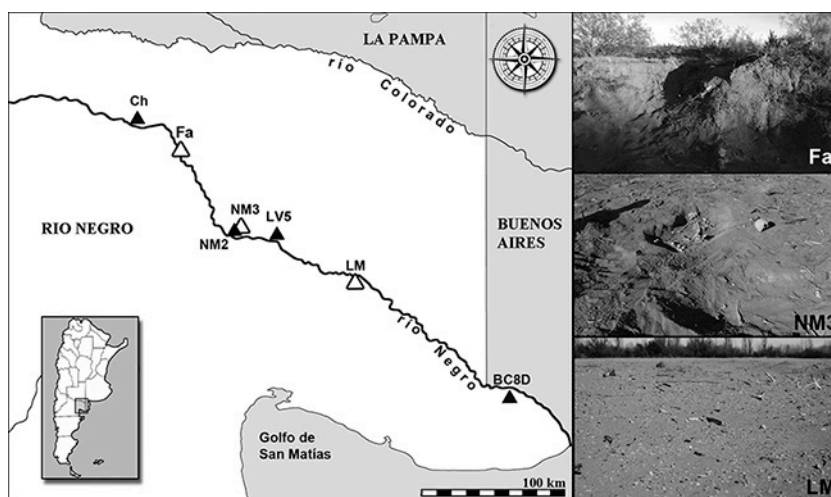 LA PAMPA
río Colorado
Ch
Fa
NM3
LV5
NM2
RIO NEGRO
BUENOS
AIRES
LM
río Negro
BC8D
Golfo de
San Matías
100 km
Fa
NM3
LM